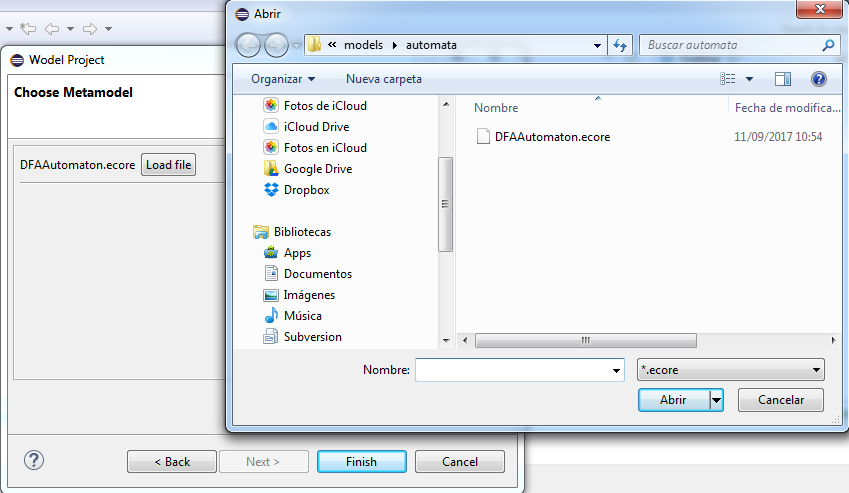 Abrir
« models ▸ automata
Buscar automata
Organizar
Nueva carpeta
Fotos de iCloud
iCloud Drive
Fotos en iCloud
Google Drive
Dropbox
Bibliotecas
Apps
Documentos
Imágenes
Música
Subversion
Nombre
Fecha de modifica...
DFAAutomaton.ecore
11/09/2017 10:54
Nombre:
*.ecore
Abrir
Cancelar
Wodel Project
Choose Metamodel
DFAAutomaton.ecore
Load file
< Back
Next >
Finish
Cancel